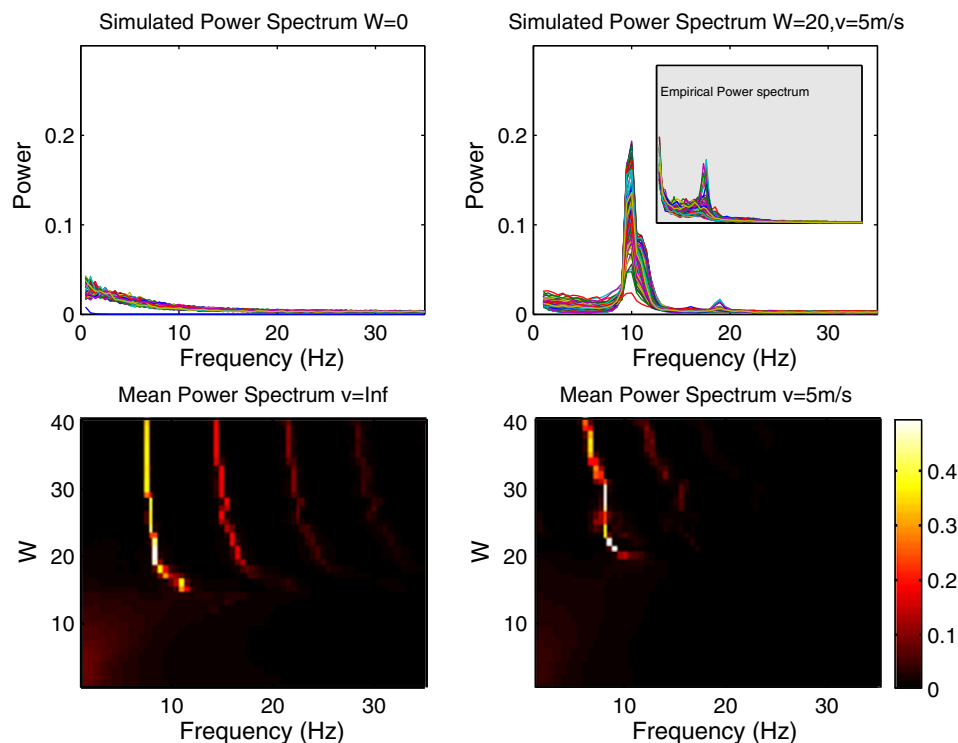 Simulated Power Spectrum W=0
Simulated Power Spectrum W=20,v=5m/s
Power
0.2
0.1
0
0
10
20
30
Frequency (Hz)
Power
0.2
0.1
0
0
10
20
30
Frequency (Hz)
Empirical Power spectrum
Mean Power Spectrum v=Inf
Mean Power Spectrum v=5m/s
W
40
30
20
10
10
20
30
Frequency (Hz)
W
40
30
20
10
10
20
30
Frequency (Hz)
0.4
0.3
0.2
0.1
0